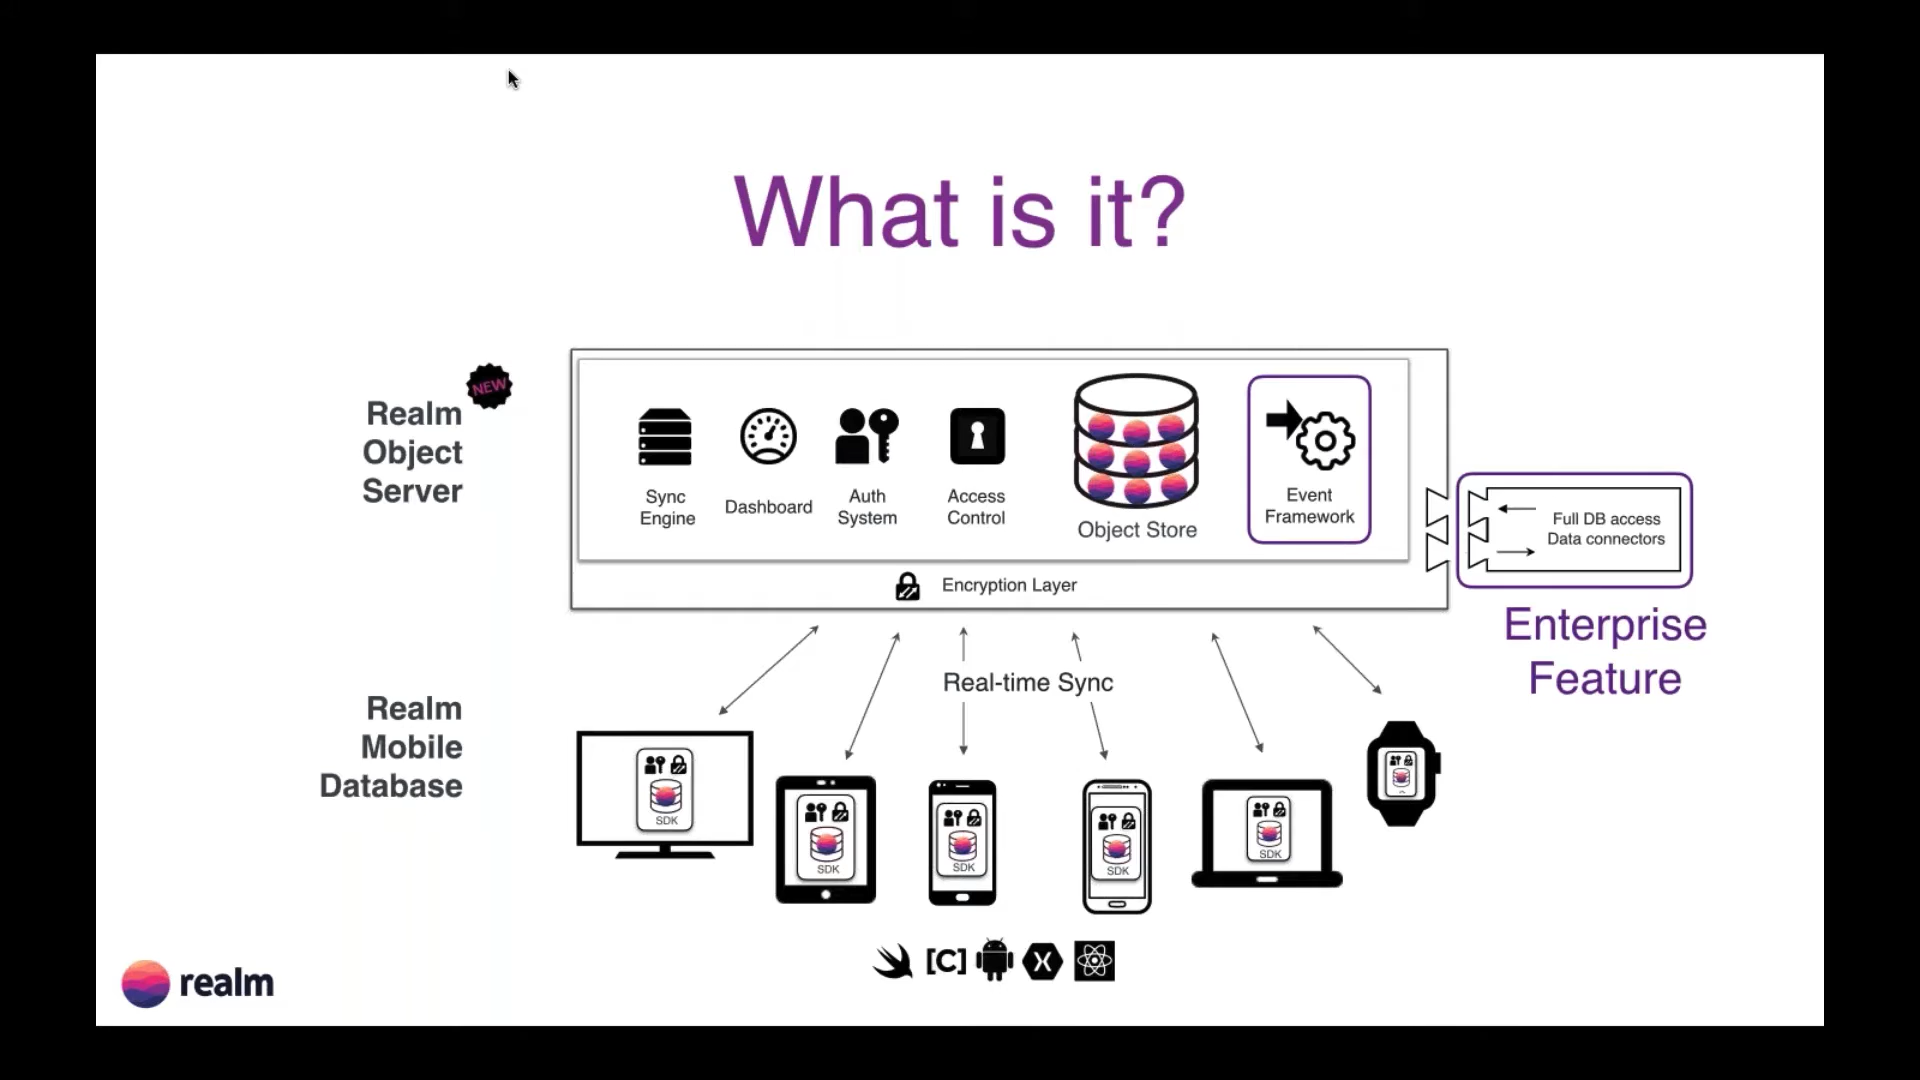 What is it?
NEW
Realm
Object
Server
Sync
Engine
Dashboard
Auth
System
Access
Control
Object Store
Event
Framework
Full DB access
Data connectors
Encryption Layer
Enterprise
Feature
Real-time Sync
Realm
Mobile
Database
SDK
SDK
SDK
SDK
SDK
[C]
X
realm